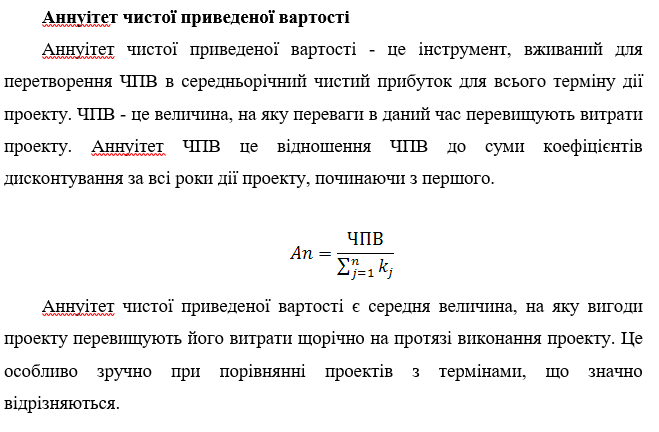 Аннуітет чистої приведеної вартості
Аннуітет чистої приведеної вартості - це інструмент, вживаний для
перетворення ЧПВ в середньорічний чистий прибуток для всього терміну дії
проекту. ЧПВ - це величина, на яку переваги в даний час перевищують витрати
проекту. Аннуітет ЧПВ це відношення ЧПВ до суми коефіцієнтів
дисконтування за всі роки дії проекту, починаючи з першого.
An = ЧПВ / ∑_{j=1}^{n} k_j
Аннуітет чистої приведеної вартості є середня величина, на яку вигоди
проекту перевищують його витрати щорічно на протязі виконання проекту. Це
особливо зручно при порівнянні проектів з термінами, що значно
відрізняються.